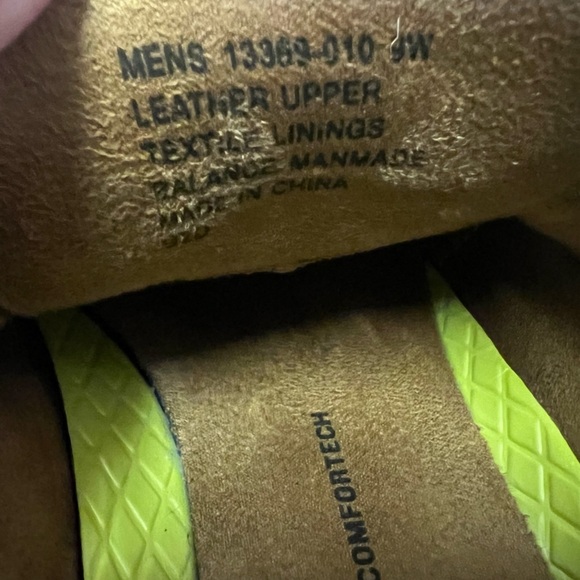 MENS 13369-010 9W
LEATHER UPPER
TEXTILE LININGS
BALANCE MANMADE
MADE IN CHINA
COMFORTECH